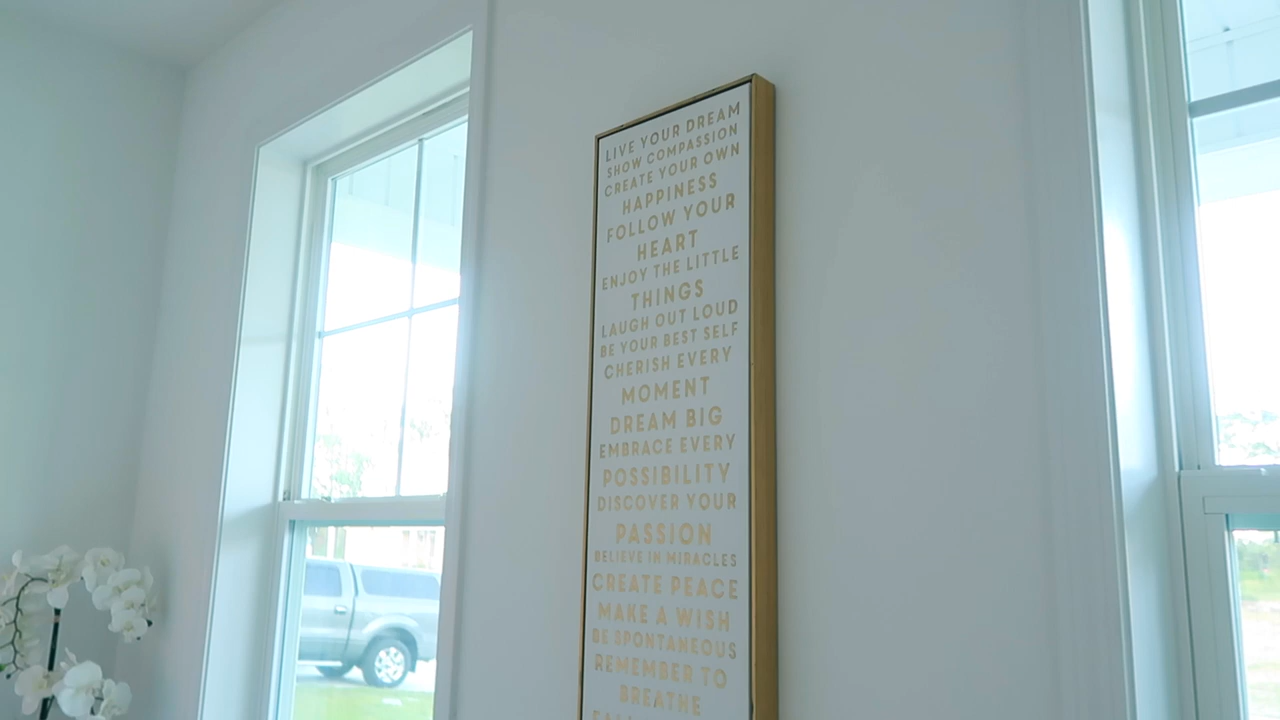 LIVE YOUR DREAM
SHOW COMPASSION
CREATE YOUR OWN
HAPPINESS
FOLLOW YOUR
HEART
ENJOY THE LITTLE
THINGS
LAUGH OUT LOUD
BE YOUR BEST SELF
CHERISH EVERY
MOMENT
DREAM BIG
EMBRACE EVERY
POSSIBILITY
DISCOVER YOUR
PASSION
BELIEVE IN MIRACLES
CREATE PEACE
MAKE A WISH
BE SPONTANEOUS
REMEMBER TO
BREATHE